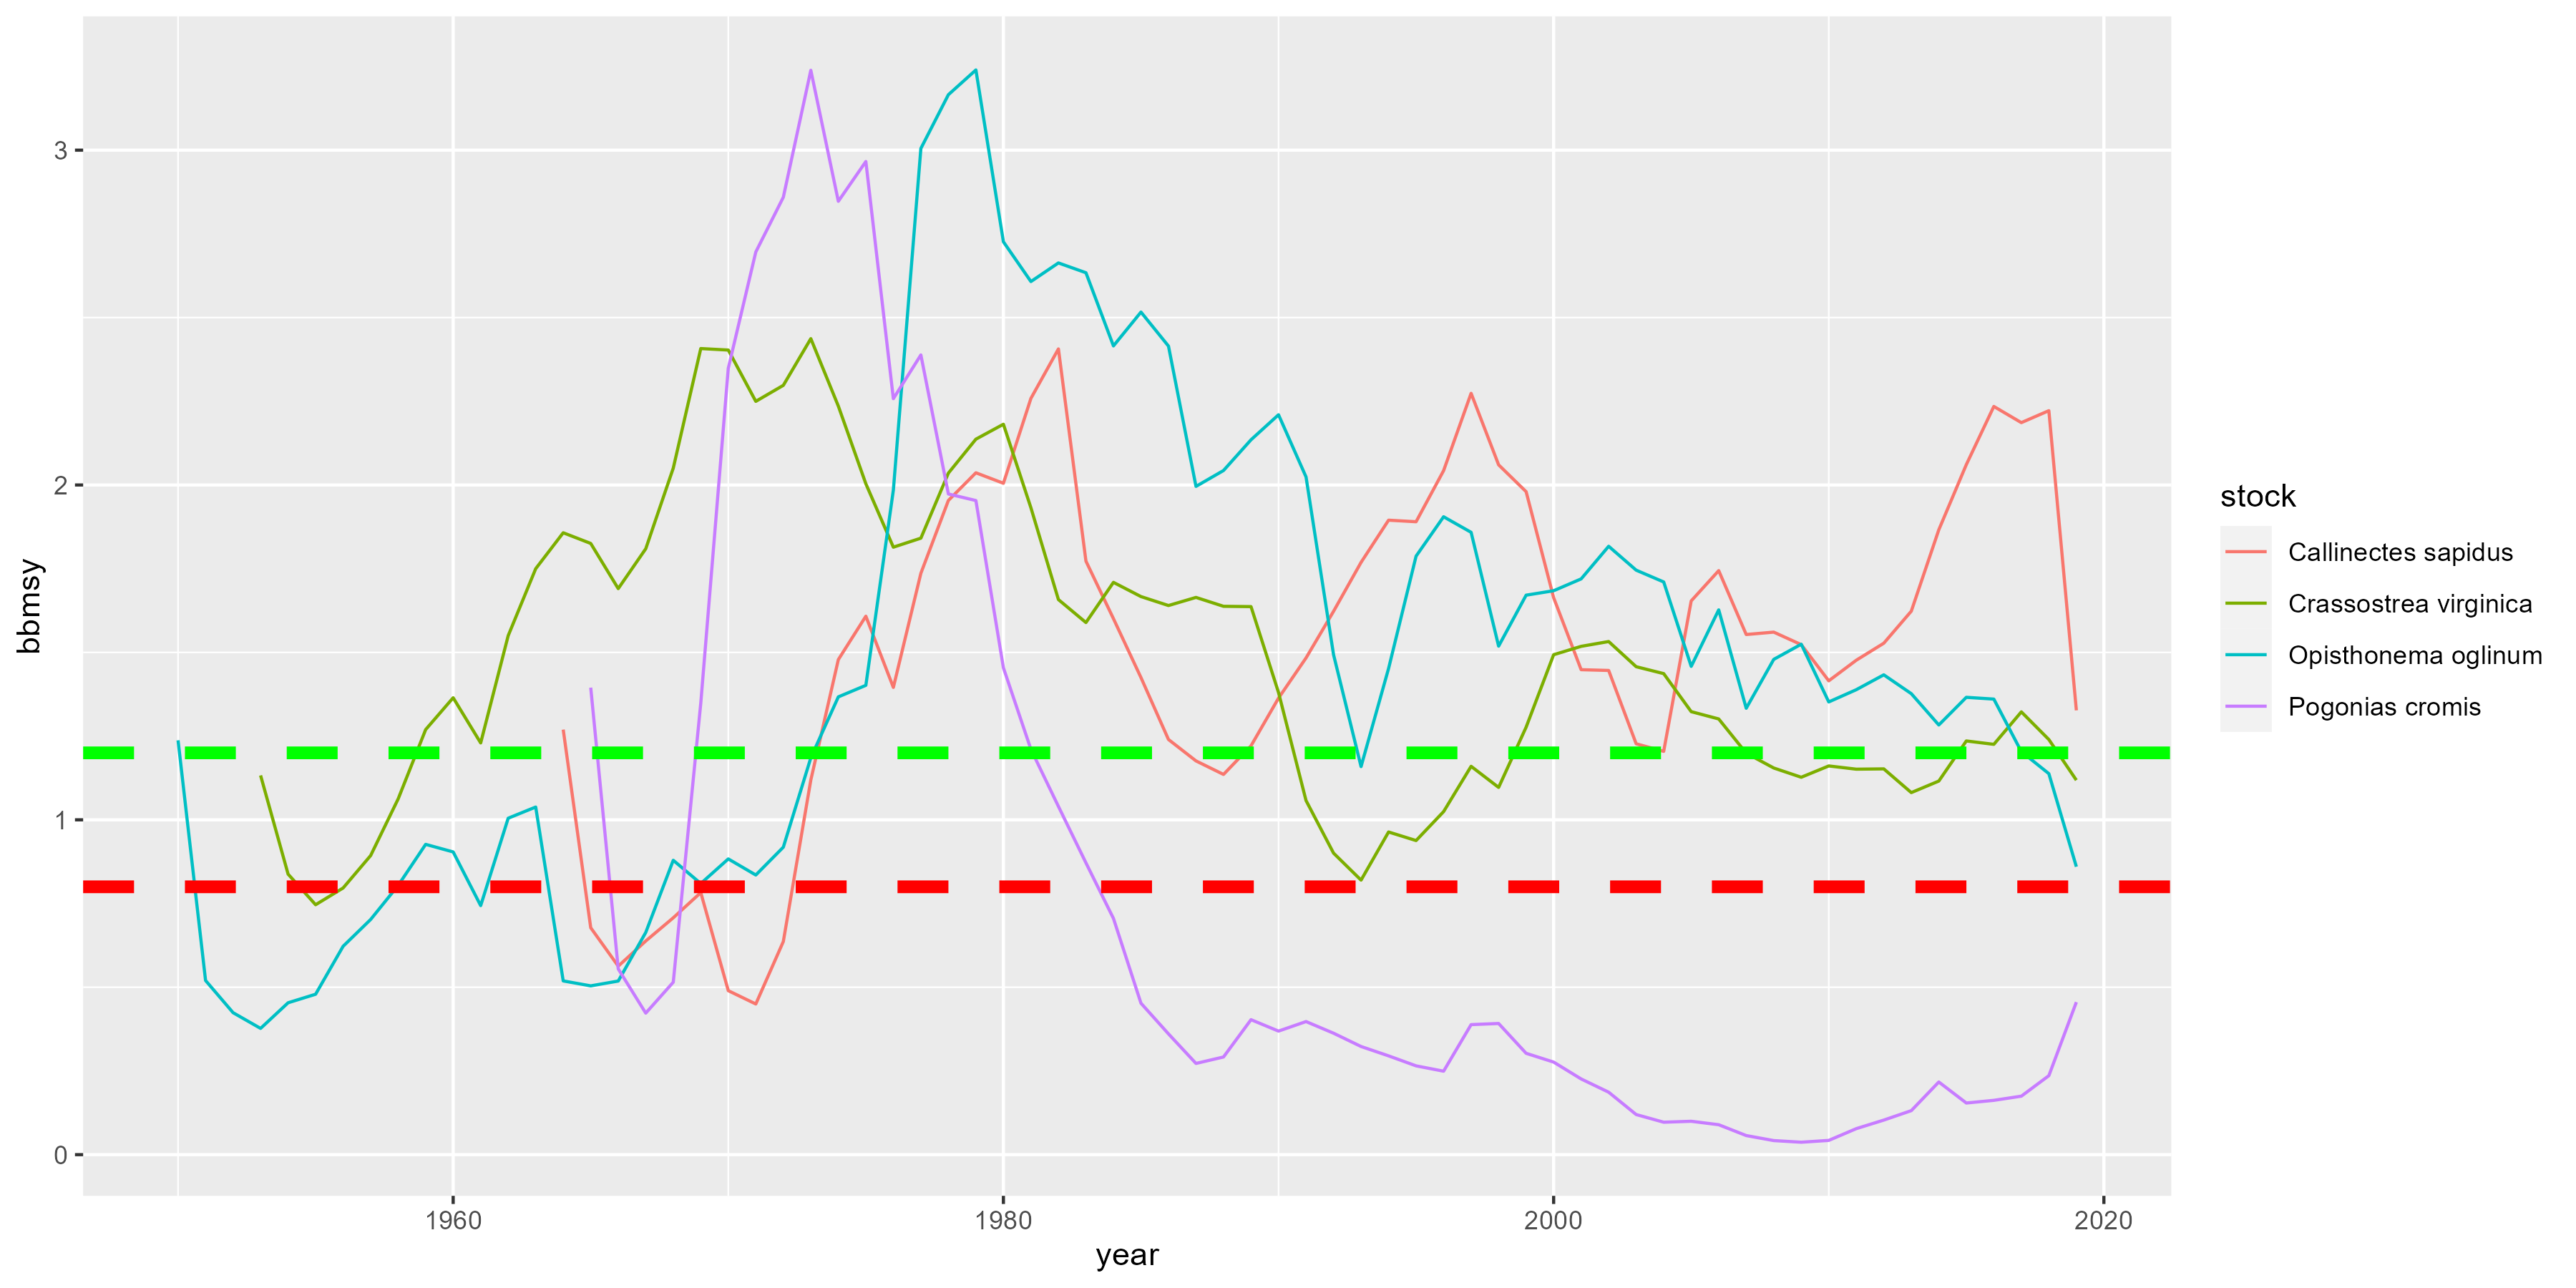 3
2
1
0
bbmsy
1960
1980
2000
2020
year
stock
Callinectes sapidus
Crassostrea virginica
Opisthonema oglinum
Pogonias cromis